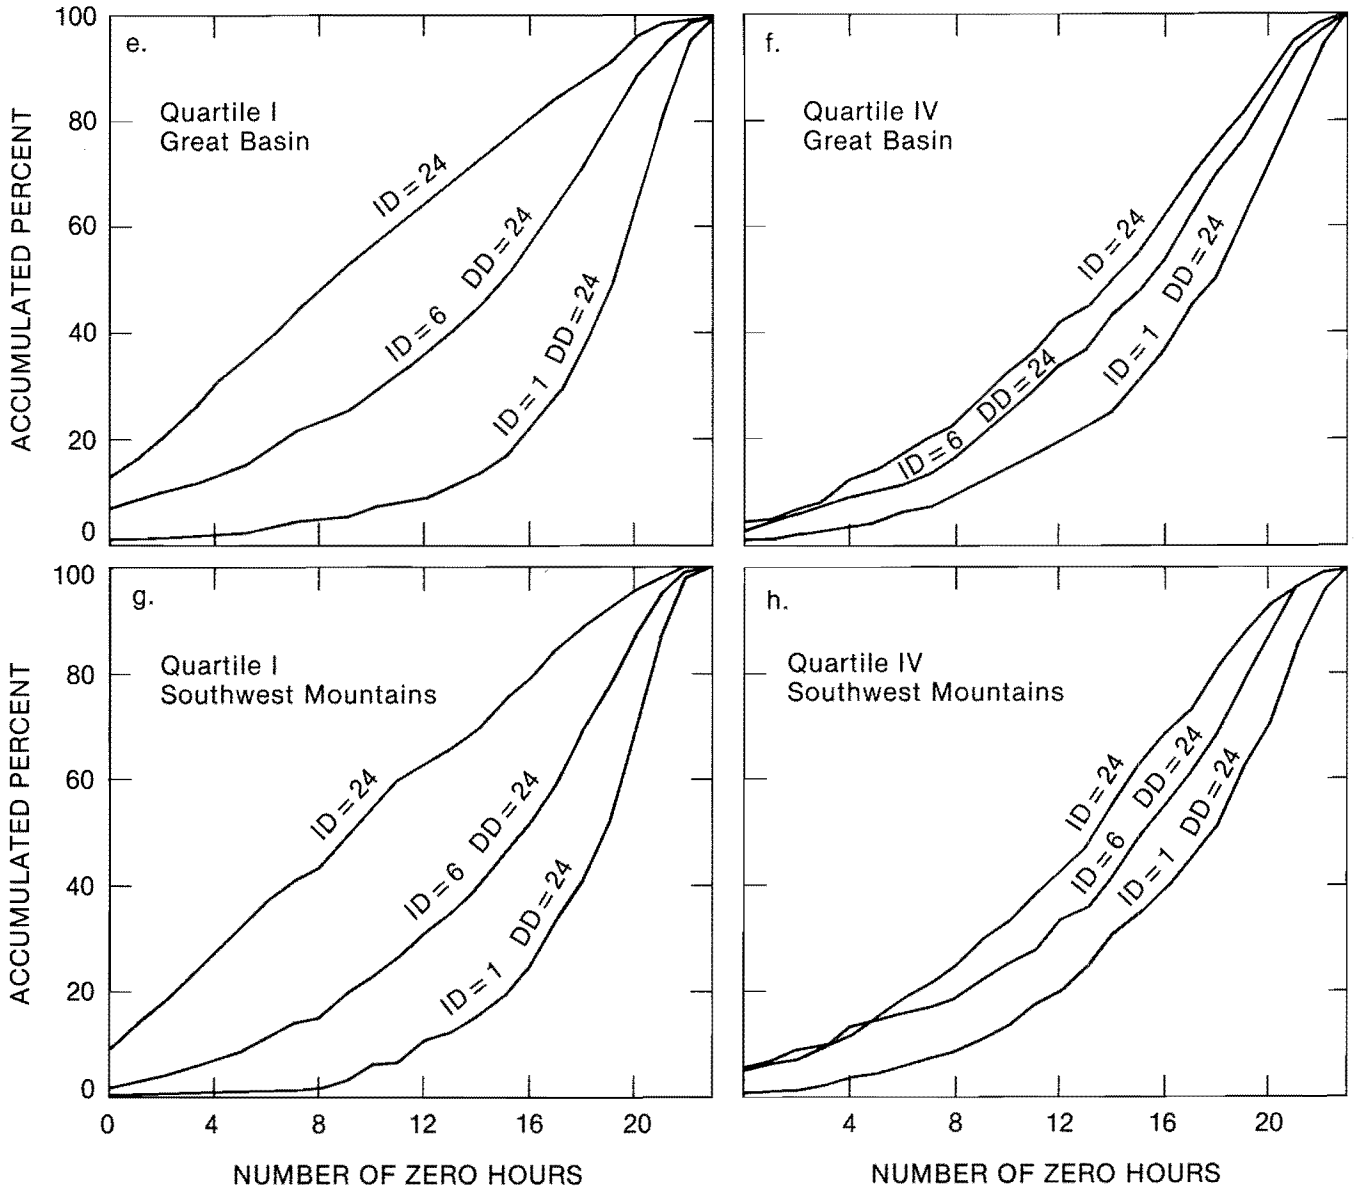 e.
Quartile I
Great Basin
ACCUMULATED PERCENT
100
80
60
40
20
0
ID = 24
ID = 6 DD = 24
ID = 1 DD = 24
f.
Quartile IV
Great Basin
ID = 24
ID = 6 DD = 24
ID = 1 DD = 24
g.
Quartile I
Southwest Mountains
ACCUMULATED PERCENT
100
80
60
40
20
0
ID = 24
ID = 6 DD = 24
ID = 1 DD = 24
0 4 8 12 16 20
NUMBER OF ZERO HOURS
h.
Quartile IV
Southwest Mountains
ID = 24
ID = 6 DD = 24
ID = 1 DD = 24
4 8 12 16 20
NUMBER OF ZERO HOURS